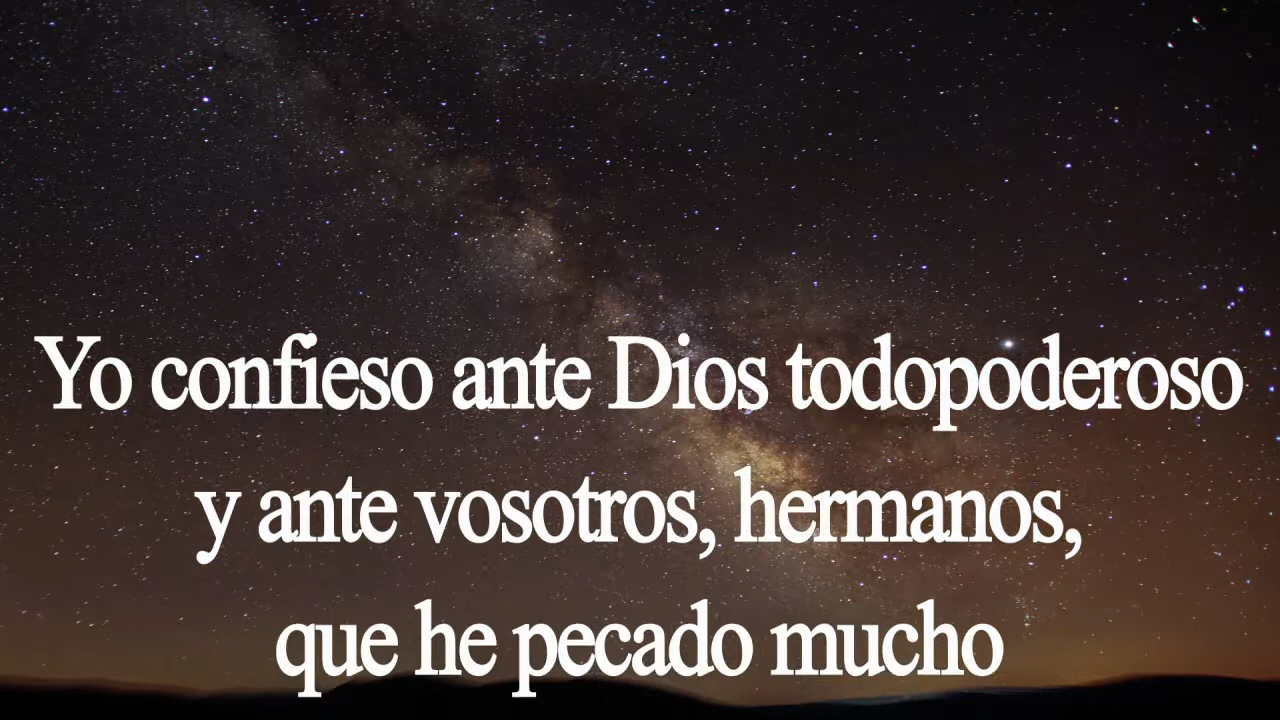 Yo confieso ante Dios todopoderoso
y ante vosotros, hermanos,
que he pecado mucho